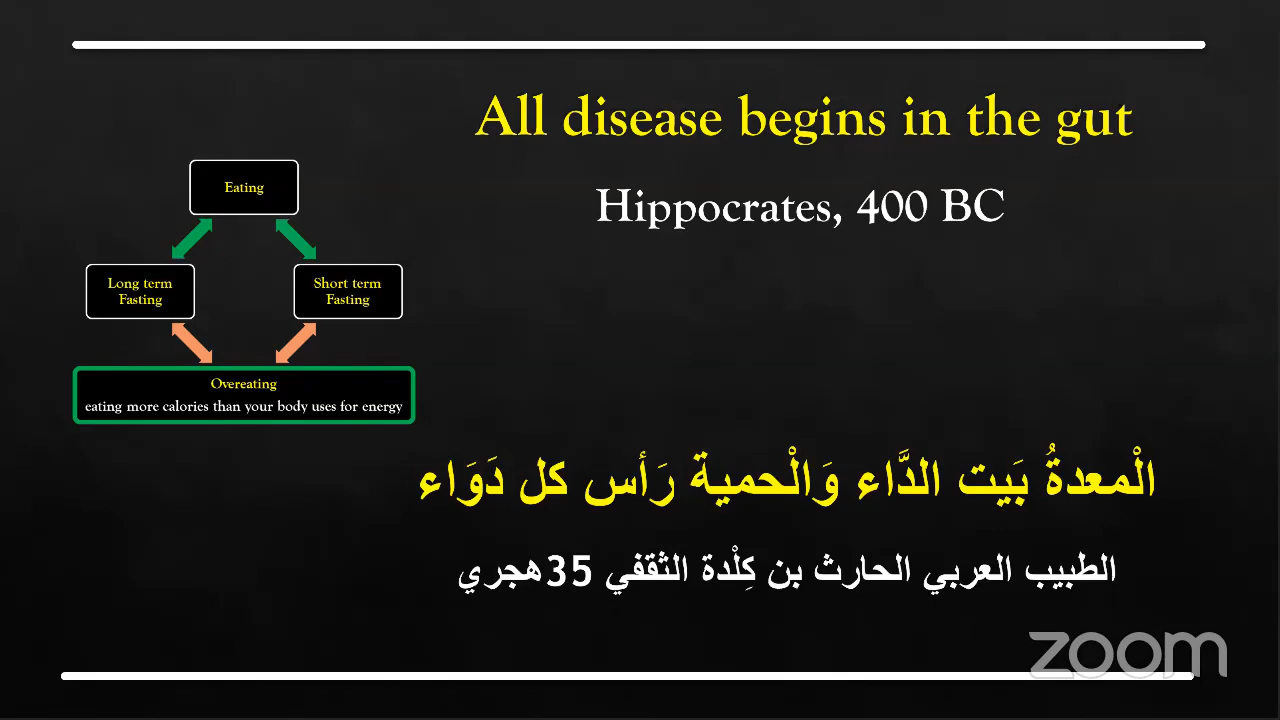 All disease begins in the gut
Hippocrates, 400 BC
Eating
Long term
Fasting
Short term
Fasting
Overeating
eating more calories than your body uses for energy
الْمعدةُ بَيت الدَّاء وَالْحمية رَأس كل دَوَاء
الطبيب العربي الحارث بن كِلْدة الثقفي 35هجري
zoom